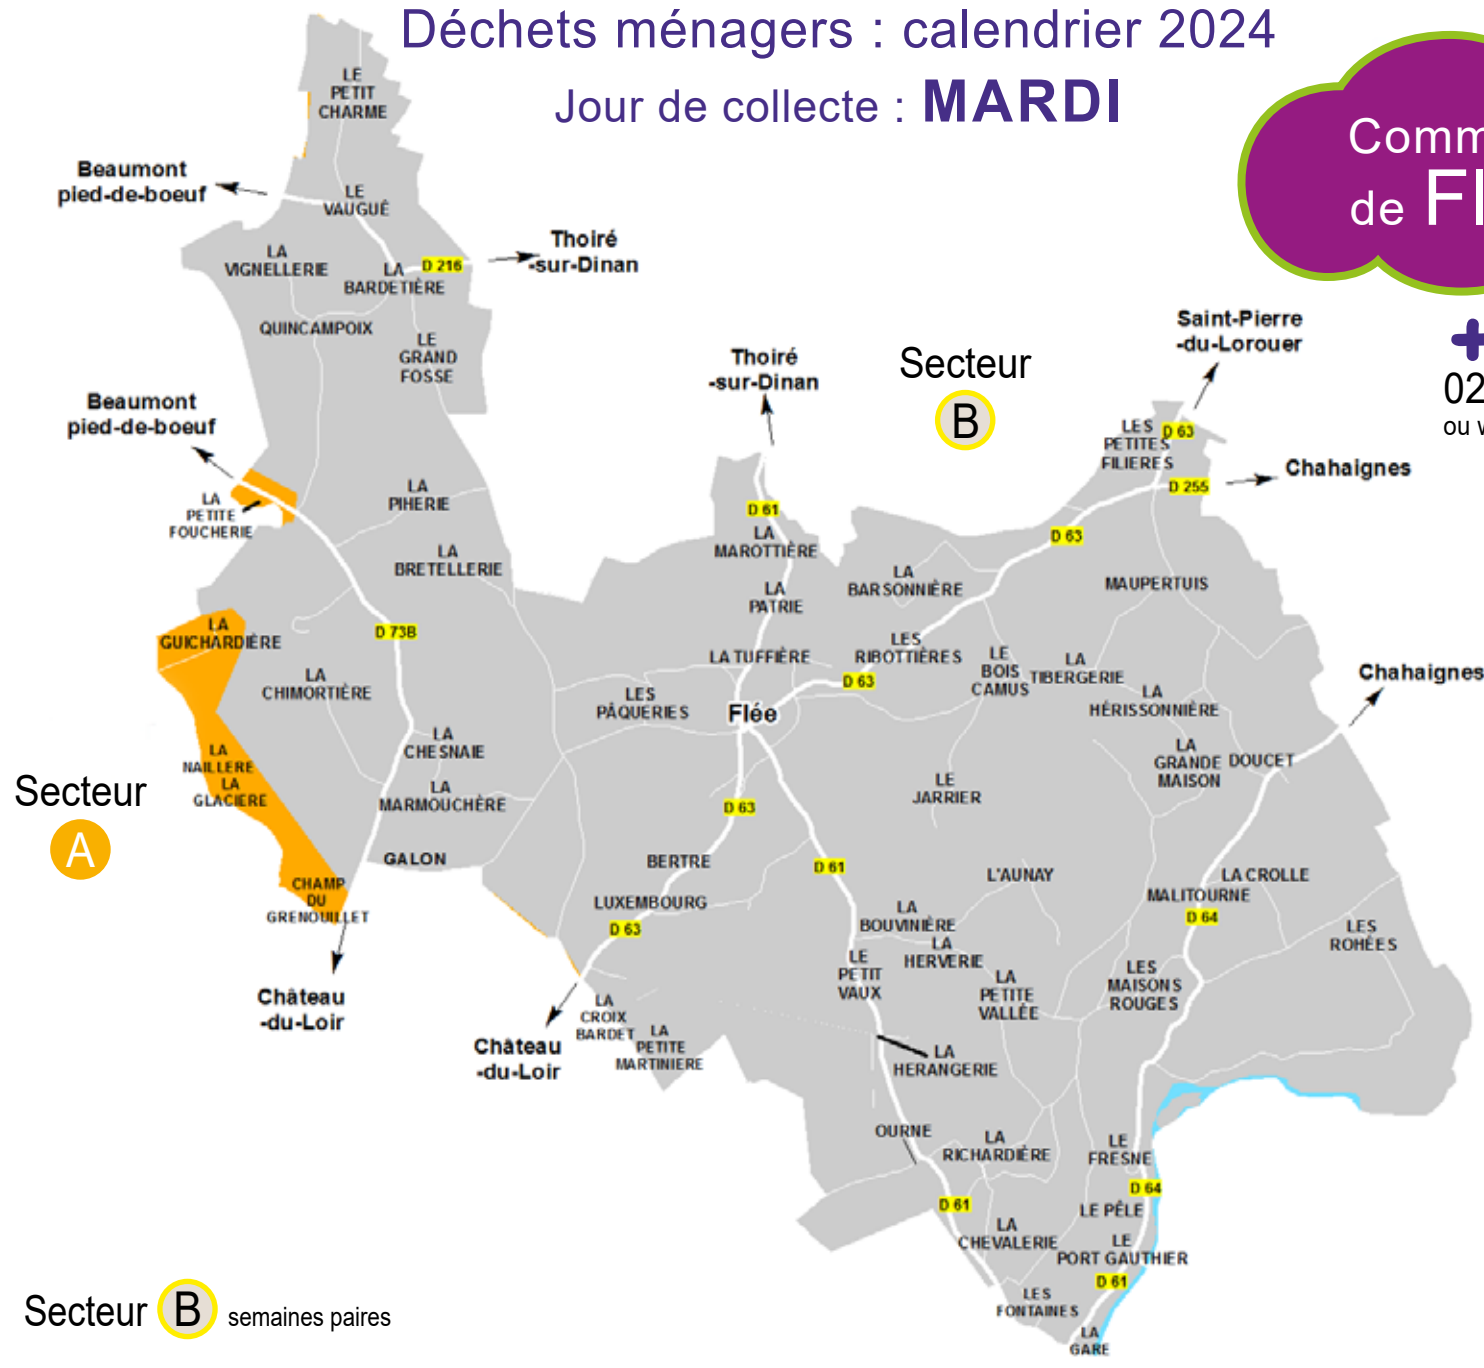 Déchets ménagers : calendrier 2024
Jour de collecte : MARDI
Comm
de Fl
02
ou v
LE
PETIT
CHARME
Beaumont
pied-de-boeuf
LE
VAUGUÊ
Thoiré
-sur-Dinan
LA
VIGNELLERIE
LA
BARDETIÈRE
D 216
QUINCAMPOIX
LE
GRAND
FOSSE
Beaumont
pied-de-boeuf
Thoiré
-sur-Dinan
Secteur
B
Saint-Pierre
-du-Lorouer
LES
PETITES
FILIERES
D 63
D 255
Chahaignes
LA
PETITE
FOUCHERIE
LA
PIHERIE
LA
BRETELLERIE
D 61
LA
MAROTTIÈRE
LA
PATRIE
LA
BARSONNIÈRE
D 63
MAUPERTUIS
LA
GUICHARDIÈRE
D 73B
LA
CHIMORTIÈRE
LA TUFFIÈRE
LES
RIBOTTIÈRES
D 63
LE
BOIS
CAMUS
LA
TIBERGERIE
LA
HÉRISSONNIÈRE
Chahaignes
LES
PÂQUERIES
Flée
LA
CHESNAIE
LA
MARMOUCHÈRE
LA
NAILLERE
LA
GLACIERE
Secteur
A
LA
GRANDE
MAISON
DOUCET
LE
JARRIER
D 63
GALON
BERTRE
D 61
L'AUNAY
LA CROLLE
MALITOURNE
D 64
CHAMP
DU
GRENOUILLET
LUXEMBOURG
D 63
LA
BOUVINIÈRE
LA
HERVERIE
LES
ROHÉES
LE
PETIT
VAUX
LA
PETITE
VALLÉE
LES
MAISONS
ROUGES
Château
-du-Loir
Château
-du-Loir
LA
CROIX
BARDET
LA
PETITE
MARTINIERE
LA
HERANGERIE
OURNE
LA
RICHARDIÈRE
LE
FRESNE
D 64
D 61
LE PÊLE
LA
CHEVALERIE
LE
PORT GAUTHIER
D 61
LES
FONTAINES
LA
GARE
Secteur B semaines paires